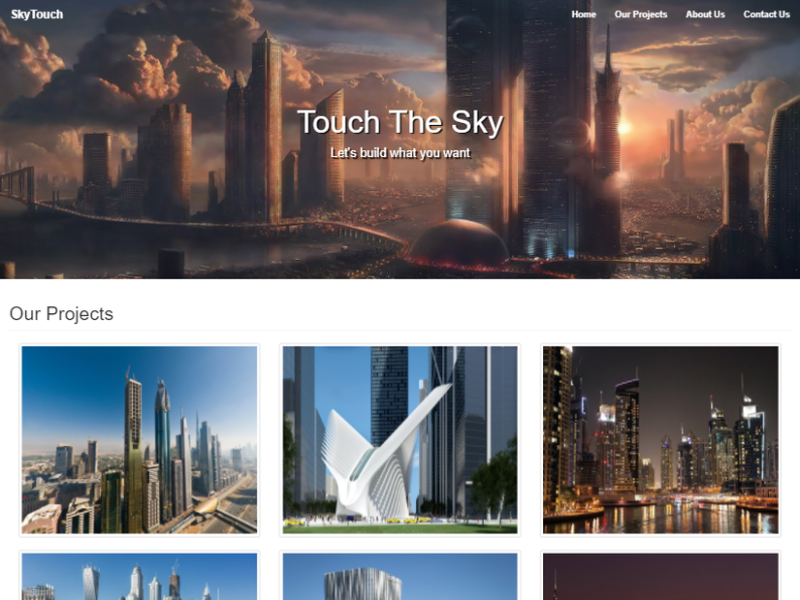 SkyTouch
Home Our Projects About Us Contact Us
Touch The Sky
Let's build what you want
Our Projects